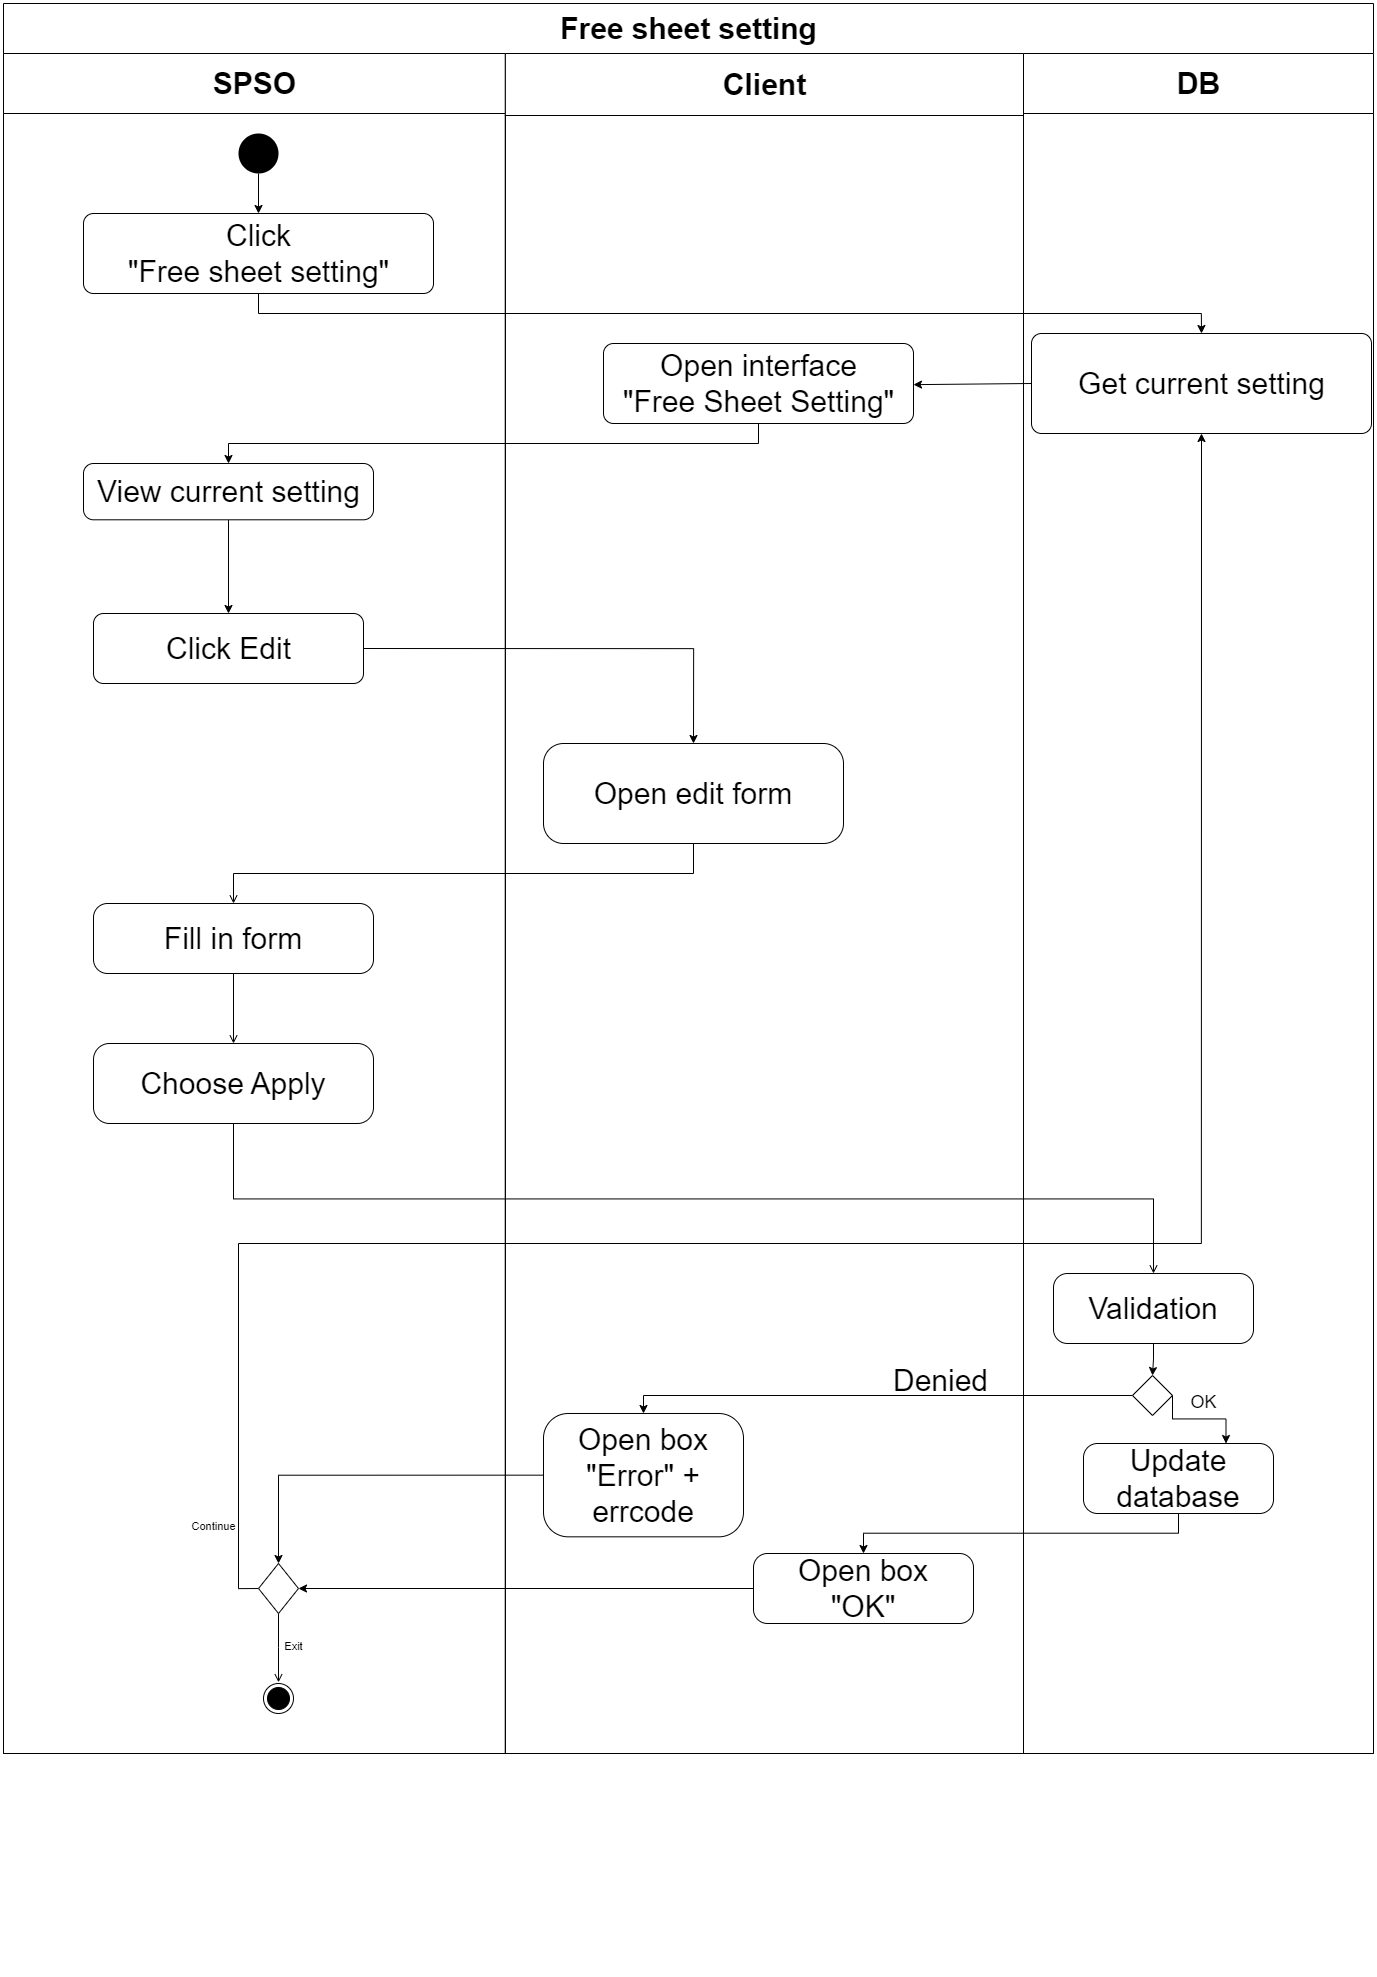 Free sheet setting
SPSO
Client
DB
Click
"Free sheet setting"
Open interface
"Free Sheet Setting"
Get current setting
View current setting
Click Edit
Open edit form
Fill in form
Choose Apply
Validation
Denied
OK
Open box
"Error" +
errcode
Update
database
Continue
Open box
"OK"
Exit